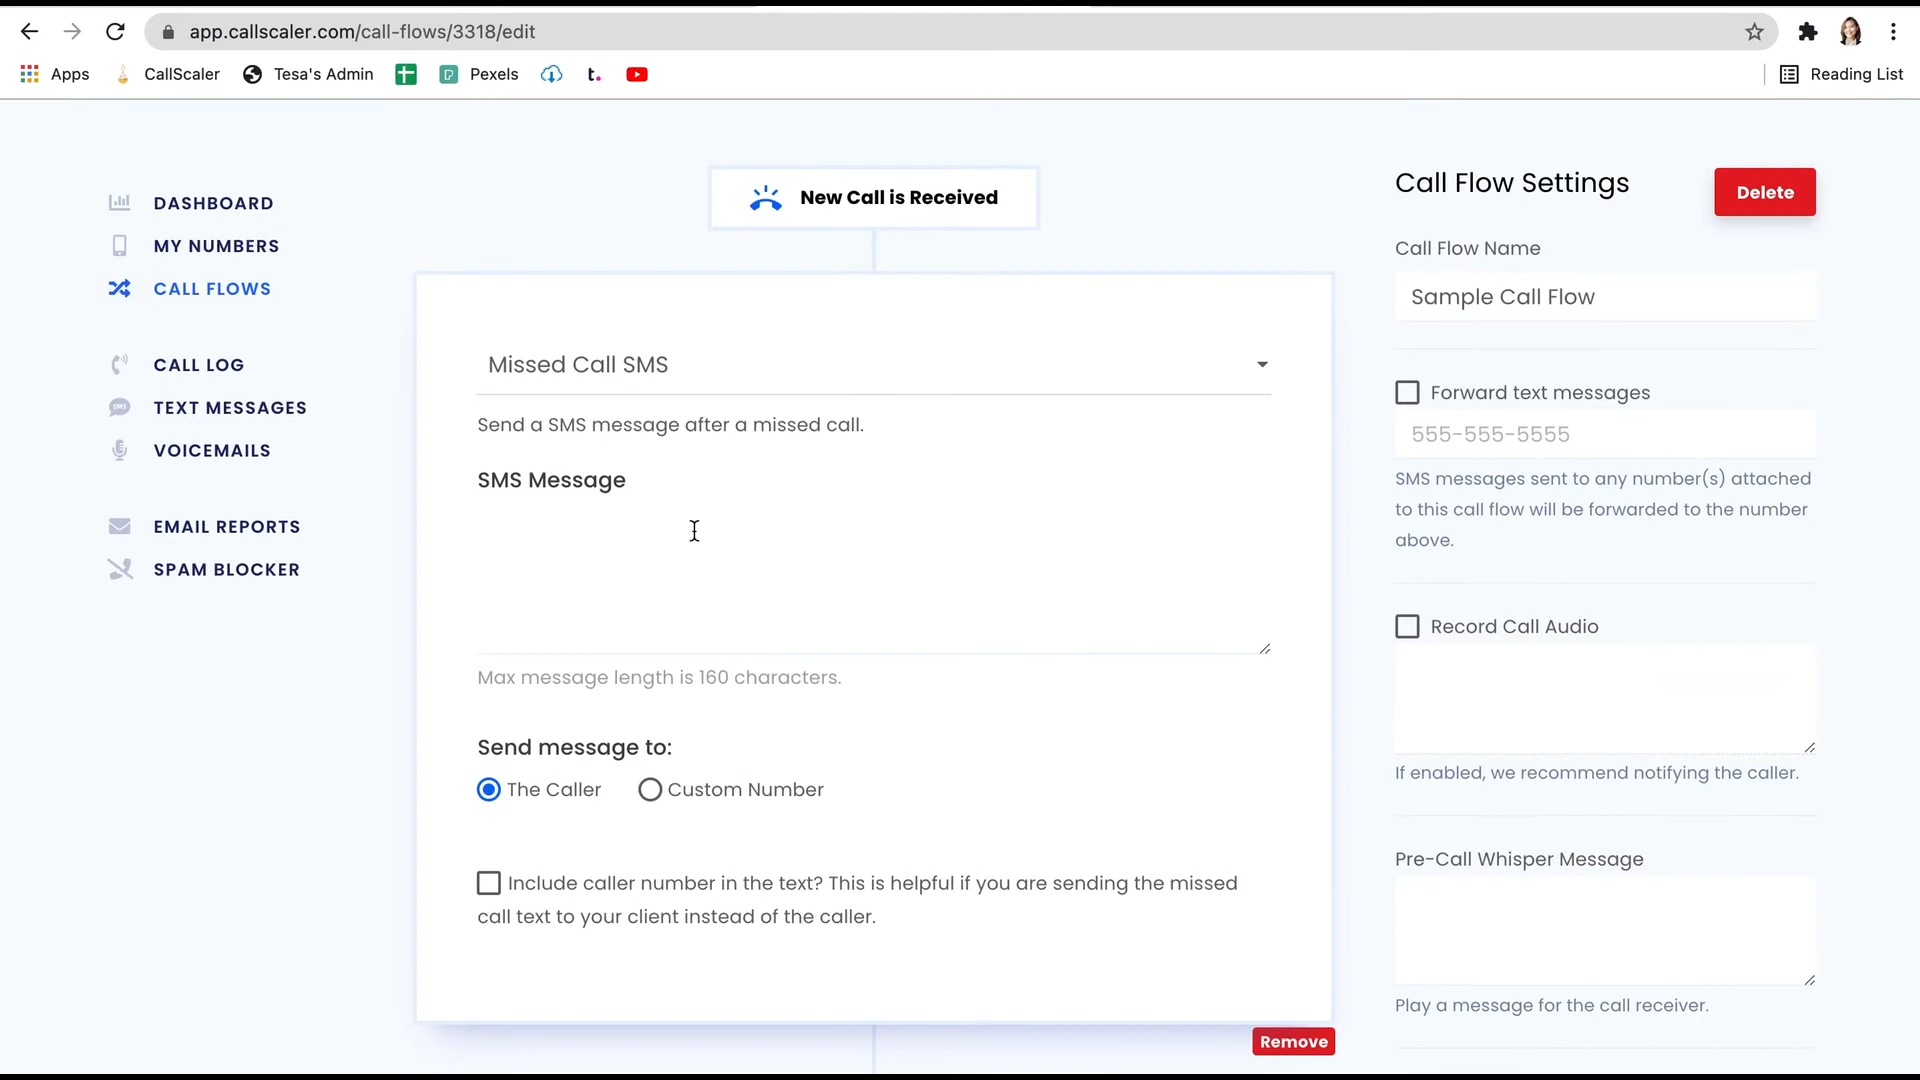 app.callscaler.com/call-flows/3318/edit
Apps
CallScaler
Tesa's Admin
Pexels
t.
Reading List
DASHBOARD
MY NUMBERS
CALL FLOWS
CALL LOG
SMS
TEXT MESSAGES
VOICEMAILS
EMAIL REPORTS
SPAM BLOCKER
New Call is Received
Missed Call SMS
Send a SMS message after a missed call.
SMS Message
Max message length is 160 characters.
Send message to:
The Caller
Custom Number
Include caller number in the text? This is helpful if you are sending the missed
call text to your client instead of the caller.
Remove
Call Flow Settings
Delete
Call Flow Name
Sample Call Flow
Forward text messages
555-555-5555
SMS messages sent to any number(s) attached
to this call flow will be forwarded to the number
above.
Record Call Audio
If enabled, we recommend notifying the caller.
Pre-Call Whisper Message
Play a message for the call receiver.